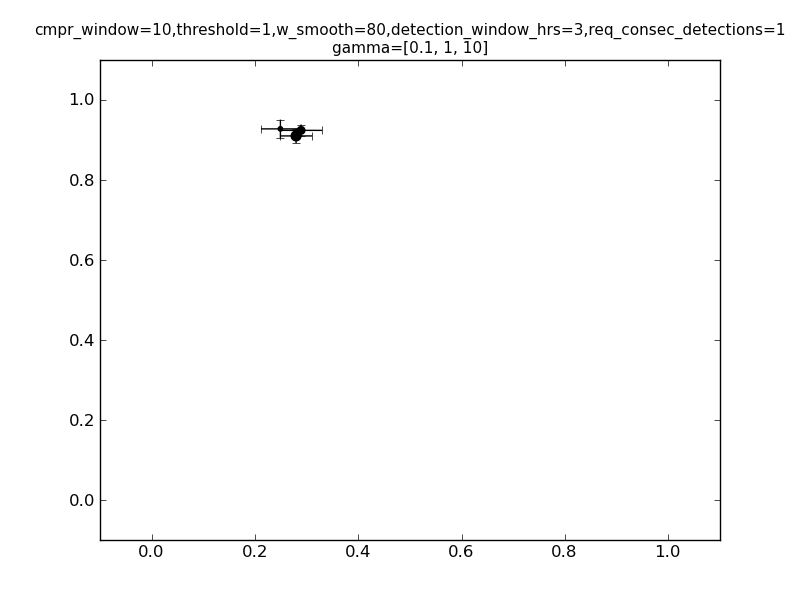 cmpr_window=10,threshold=1,w_smooth=80,detection_window_hrs=3,req_consec_detections=1
gamma=[0.1, 1, 10]
1.0
0.8
0.6
0.4
0.2
0.0
0.0 0.2 0.4 0.6 0.8 1.0